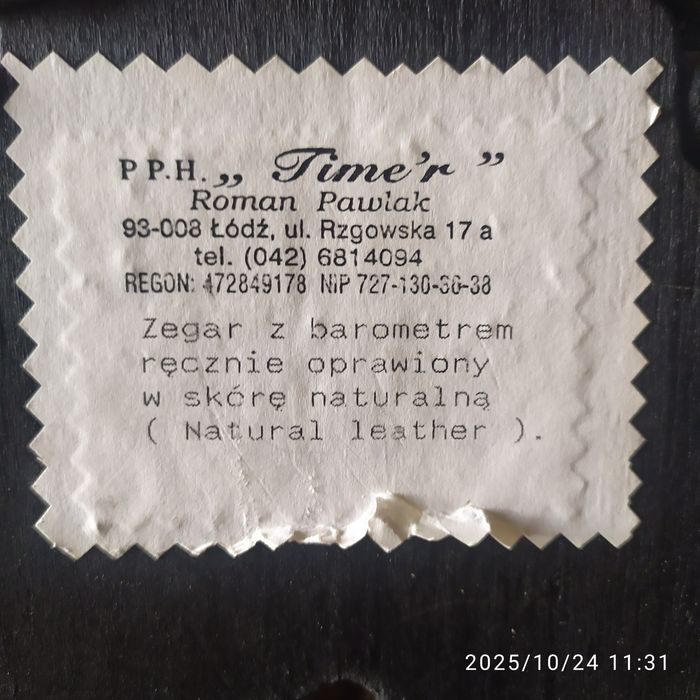 P P.H. „ Time'r ”
Roman Pawlak
93-008 Łódź, ul. Rzgowska 17 a
tel. (042) 6814094
REGON: 472849178 NIP 727-130-36-38
Zegar z barometrem
ręcznie oprawiony
w skórę naturalną
( Natural leather ).
2025/10/24 11:31